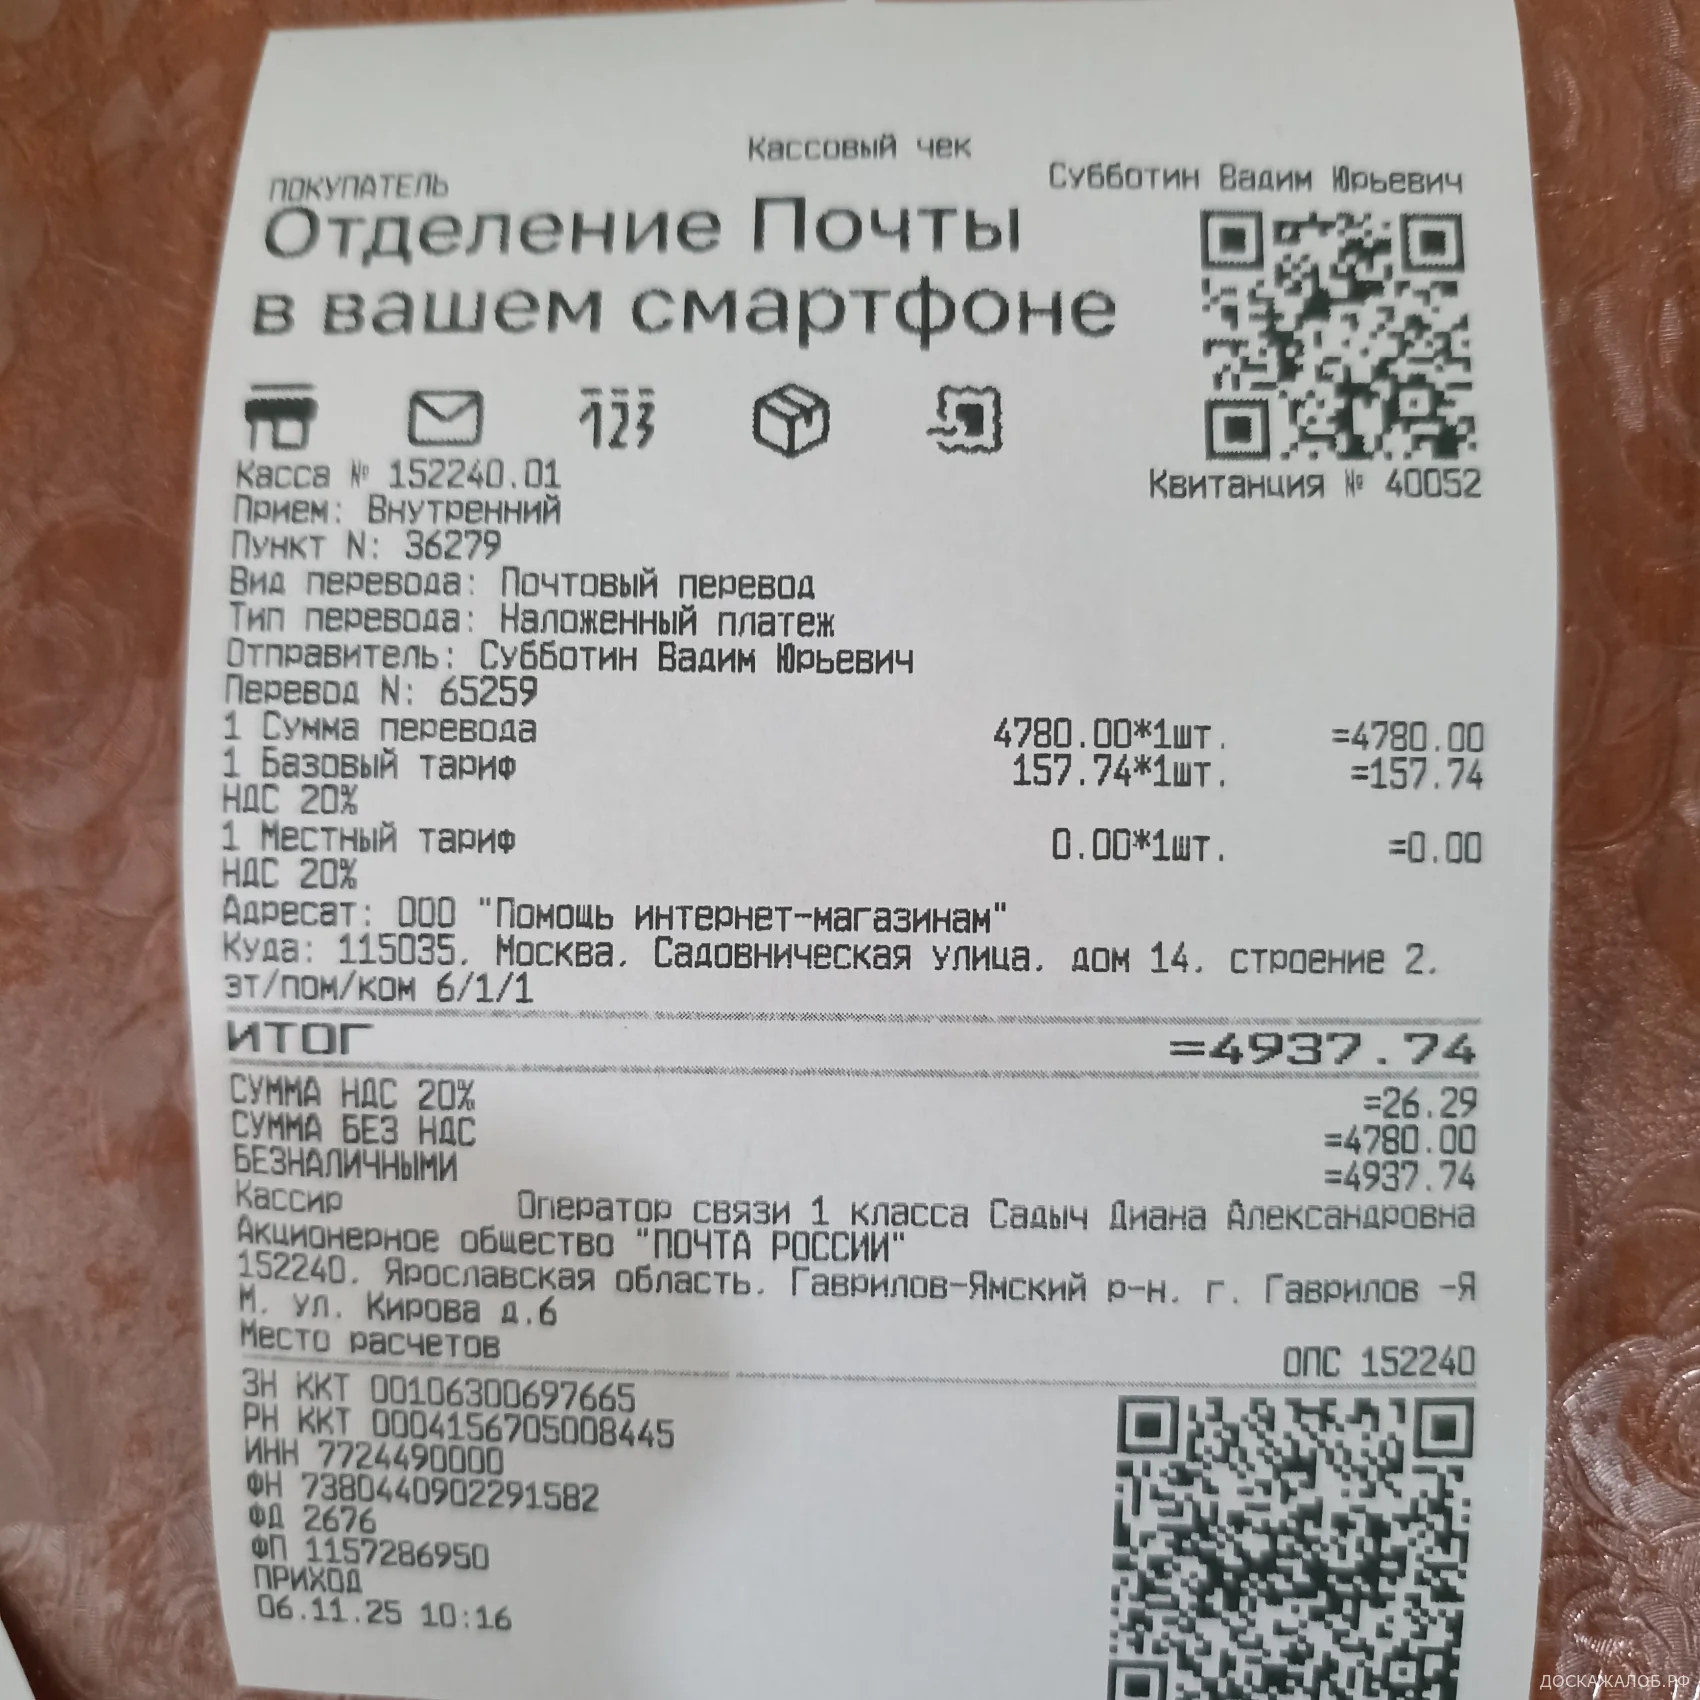 Кассовый чек
ПОКУПАТЕЛЬ Субботин Вадим Юрьевич
Отделение Почты
в вашем смартфоне
123
Касса № 152240.01 Квитанция № 40052
Прием: Внутренний
Пункт N: 36279
Вид перевода: Почтовый перевод
Тип перевода: Наложенный платеж
Отправитель: Субботин Вадим Юрьевич
Перевод N: 65259
1 Сумма перевода 4780.00*1шт. =4780.00
1 Базовый тариф 157.74*1шт. =157.74
НДС 20%
1 Местный тариф 0.00*1шт. =0.00
НДС 20%
Адресат: ООО "Помощь интернет-магазинам"
Куда: 115035, Москва, Садовническая улица, дом 14, строение 2,
эт/пом/ком 6/1/1
ИТОГ =4937.74
СУММА НДС 20% =26.29
СУММА БЕЗ НДС =4780.00
БЕЗНАЛИЧНЫМИ =4937.74
Кассир Оператор связи 1 класса Садыч Диана Александровна
Акционерное общество "ПОЧТА РОССИИ"
152240, Ярославская область, Гаврилов-Ямский р-н, г. Гаврилов -Я
М, ул. Кирова д.6
Место расчетов ОПС 152240
ЗН ККТ 00106300697665
РН ККТ 0004156705008445
ИНН 7724490000
ФН 7380440902291582
ФД 2676
ФП 1157286950
ПРИХОД
06.11.25 10:16
ДОСКАЖАЛОБ.РФ